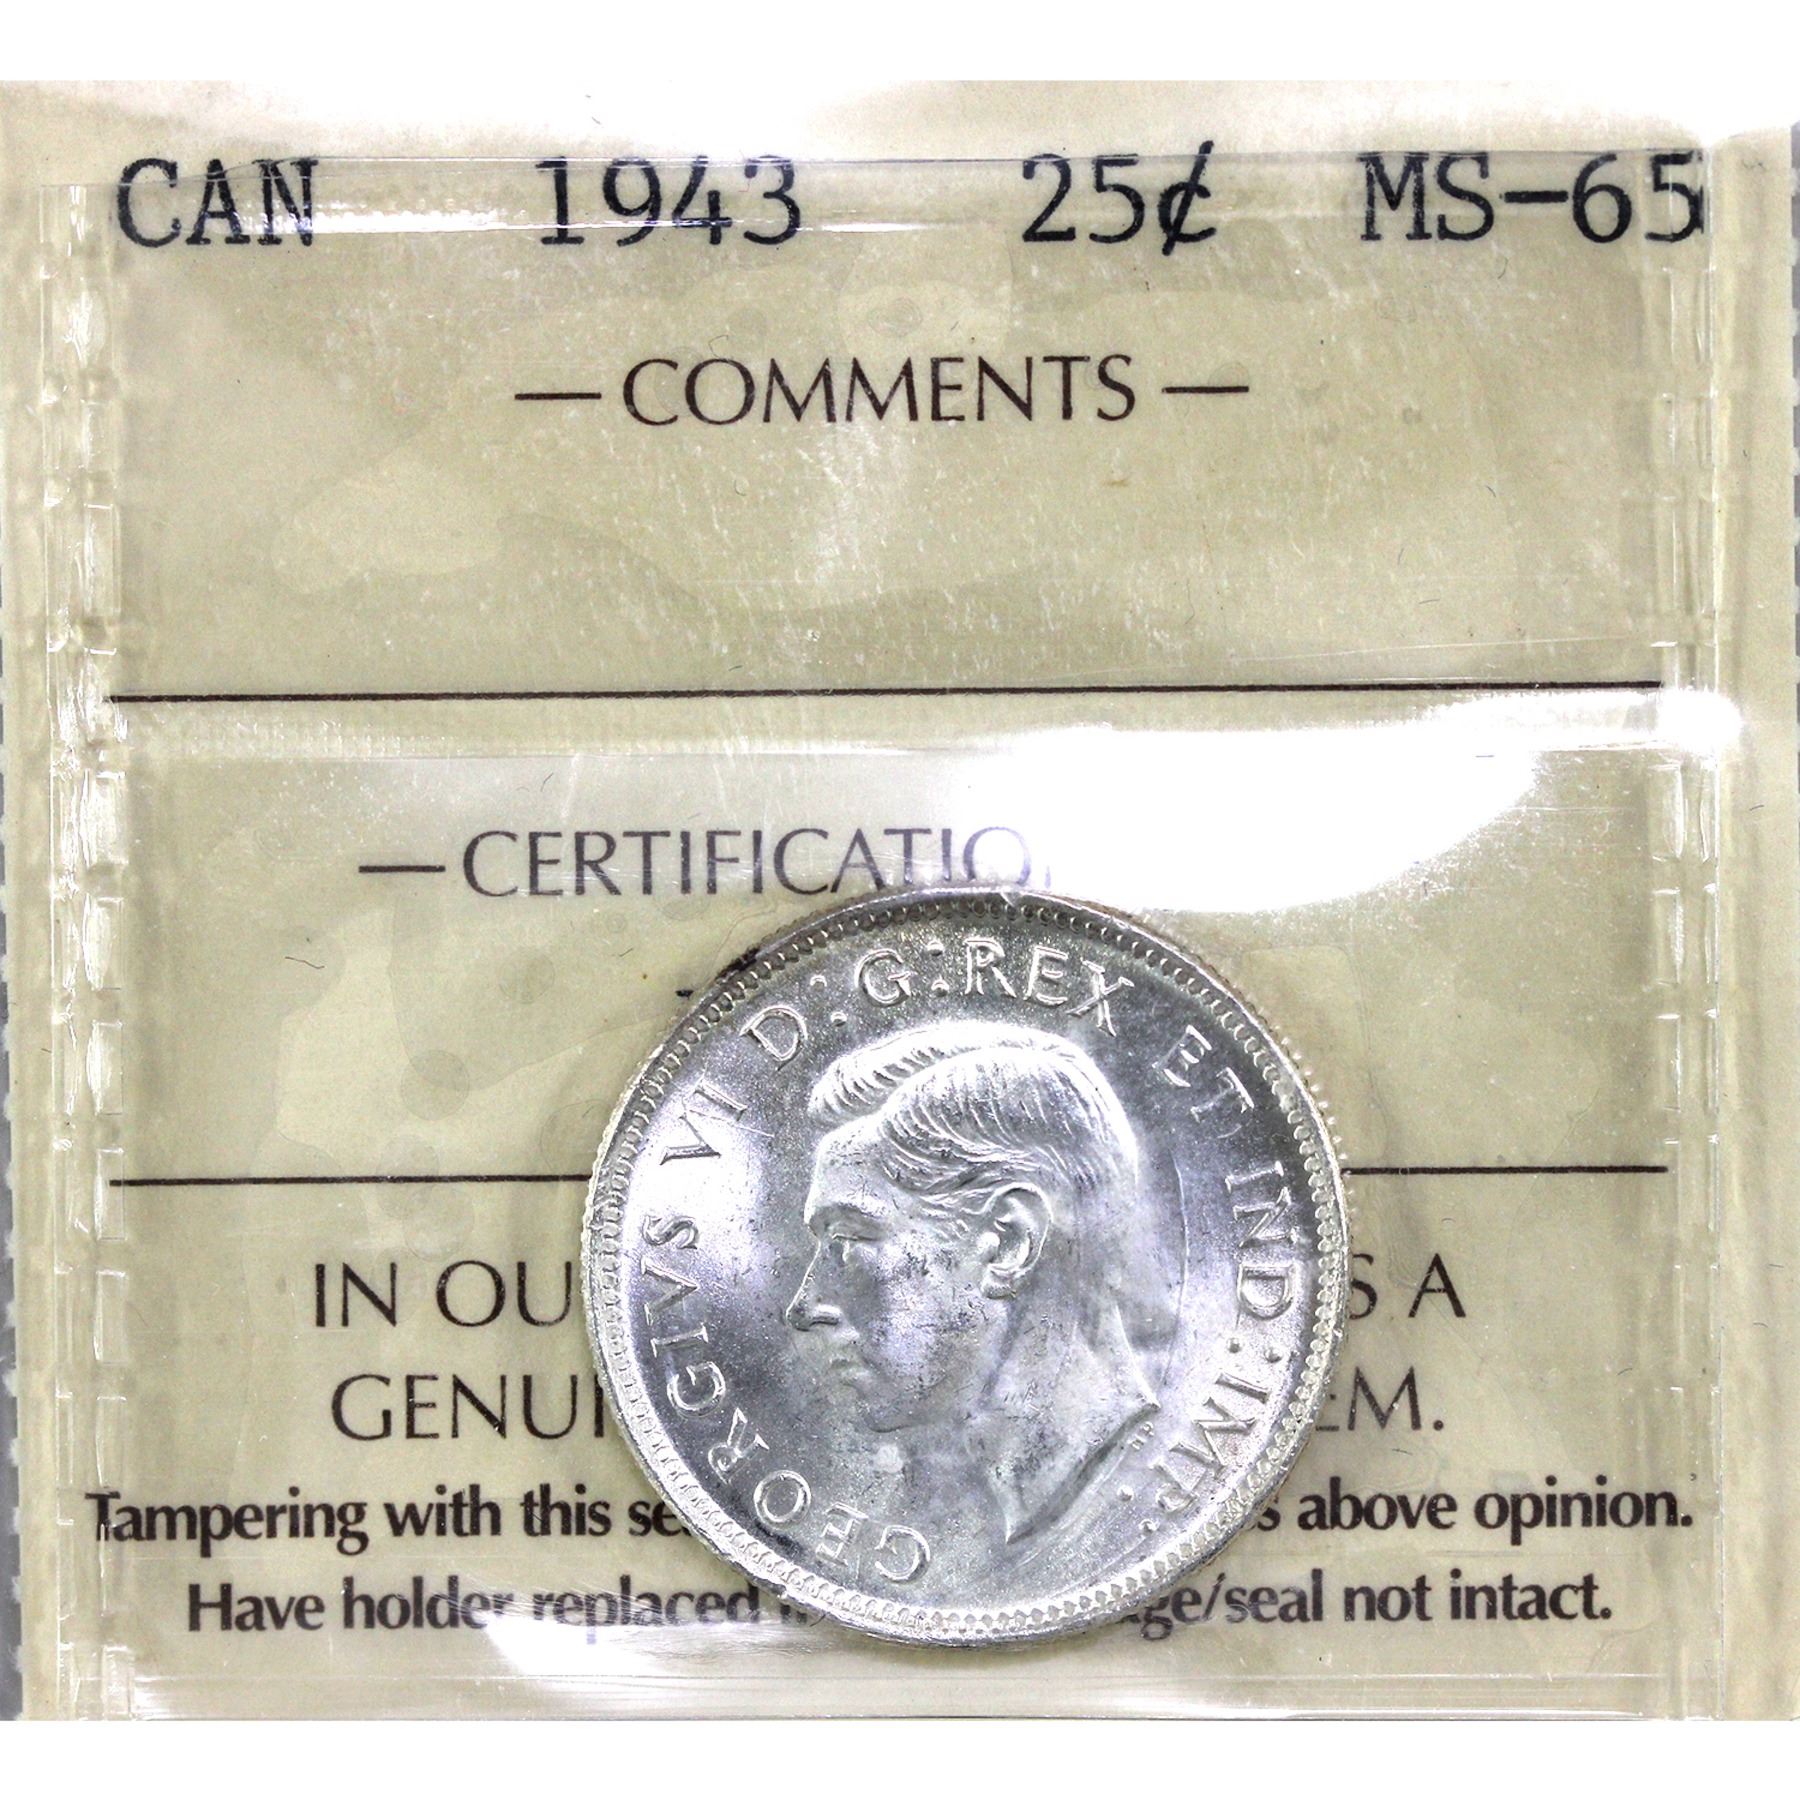 CAN 1943 25¢ MS-65
— COMMENTS —
— CERTIFICATIO
GEORGIVS VI D: G: REX ET IND: IMP:
IN OU S A
GENUI EM.
Tampering with this se s above opinion.
Have holder replaced ge/seal not intact.